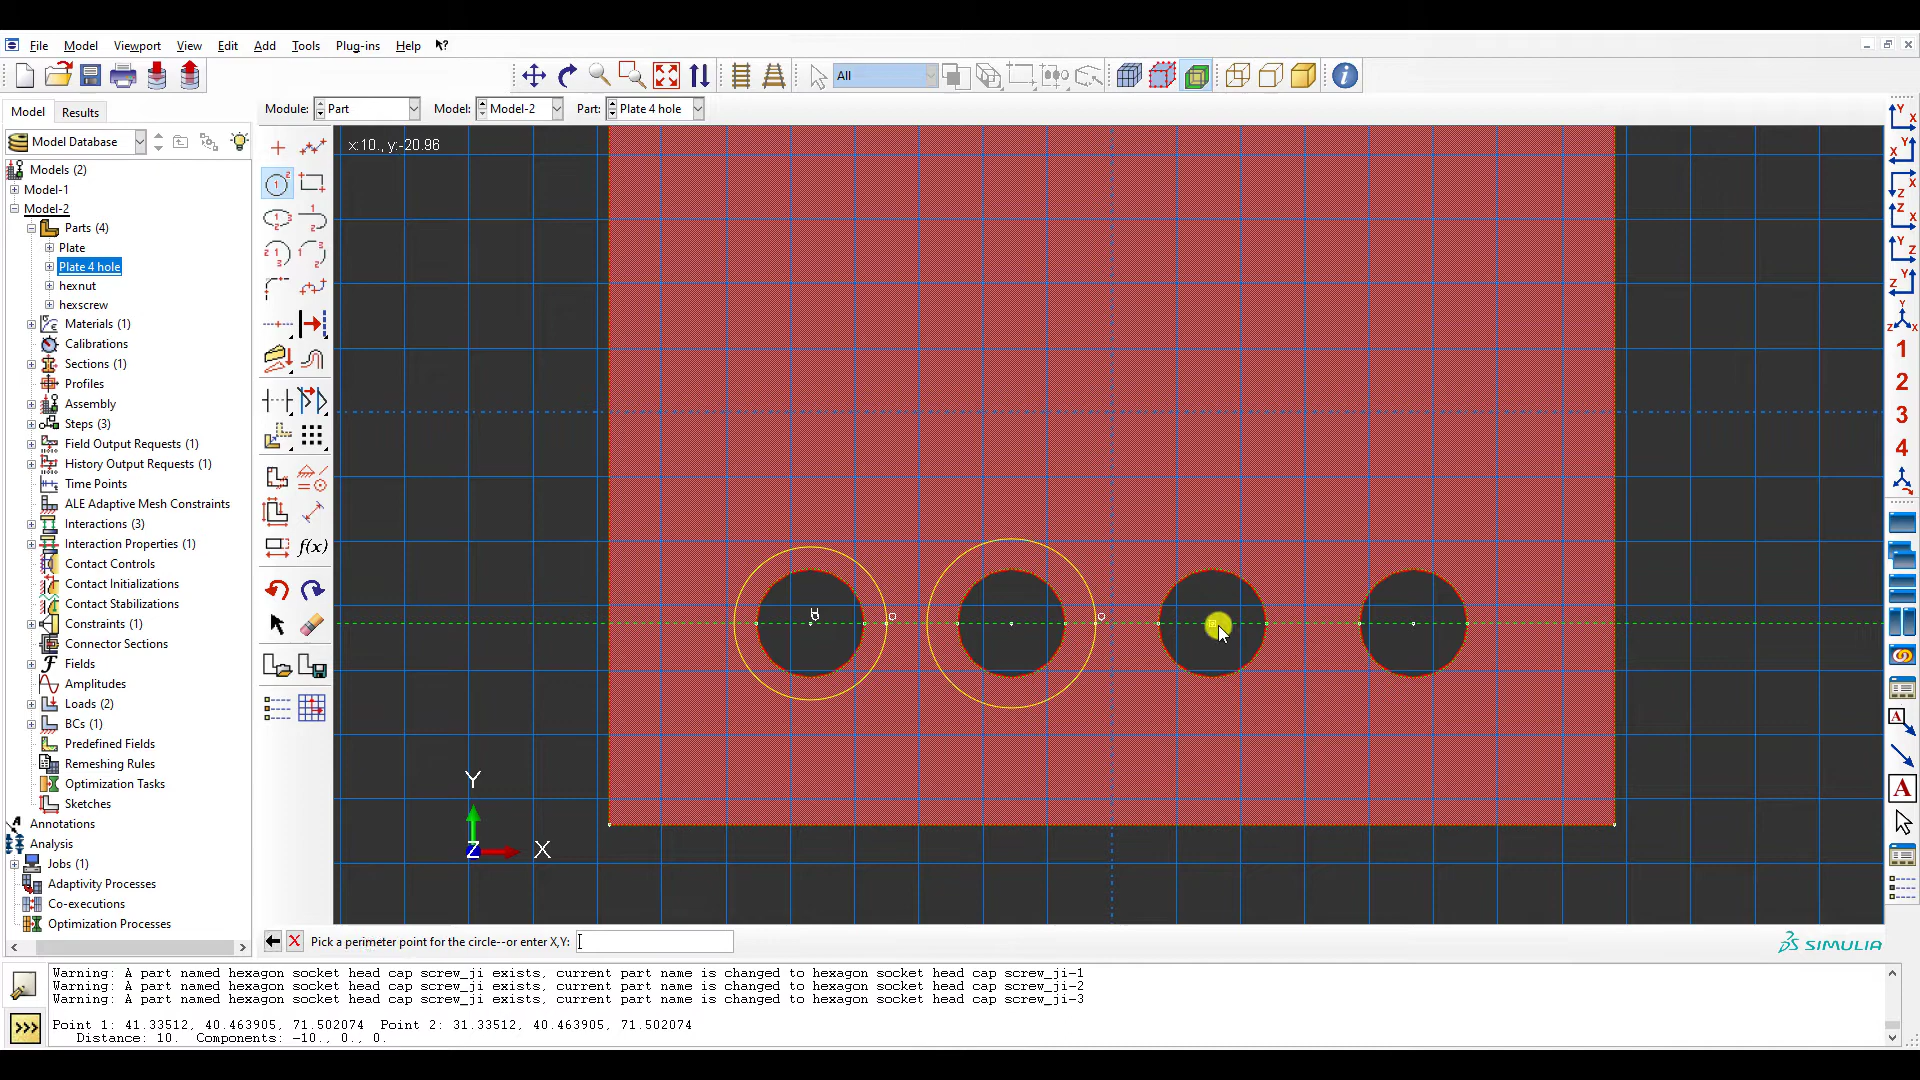 File Model Viewport View Edit Add Tools Plug-ins Help
All
Model Results
Module: Part Model: Model-2 Part: Plate 4 hole
Model Database
x:10., y:-20.96
Models (2)
Model-1
Model-2
Parts (4)
Plate
Plate 4 hole
hexnut
hexscrew
Materials (1)
Calibrations
Sections (1)
Profiles
Assembly
Steps (3)
Field Output Requests (1)
History Output Requests (1)
Time Points
ALE Adaptive Mesh Constraints
Interactions (3)
Interaction Properties (1)
Contact Controls
Contact Initializations
Contact Stabilizations
Constraints (1)
Connector Sections
Fields
Amplitudes
Loads (2)
BCs (1)
Predefined Fields
Remeshing Rules
Optimization Tasks
Sketches
Annotations
Analysis
Jobs (1)
Adaptivity Processes
Co-executions
Optimization Processes
f(x)
Y
Z X
1
2
3
4
A
Pick a perimeter point for the circle--or enter X,Y:
SIMULIA
Warning: A part named hexagon socket head cap screw_ji exists, current part name is changed to hexagon socket head cap screw_ji-1
Warning: A part named hexagon socket head cap screw_ji exists, current part name is changed to hexagon socket head cap screw_ji-2
Warning: A part named hexagon socket head cap screw_ji exists, current part name is changed to hexagon socket head cap screw_ji-3
Point 1: 41.33512, 40.463905, 71.502074 Point 2: 31.33512, 40.463905, 71.502074
Distance: 10. Components: -10., 0., 0.